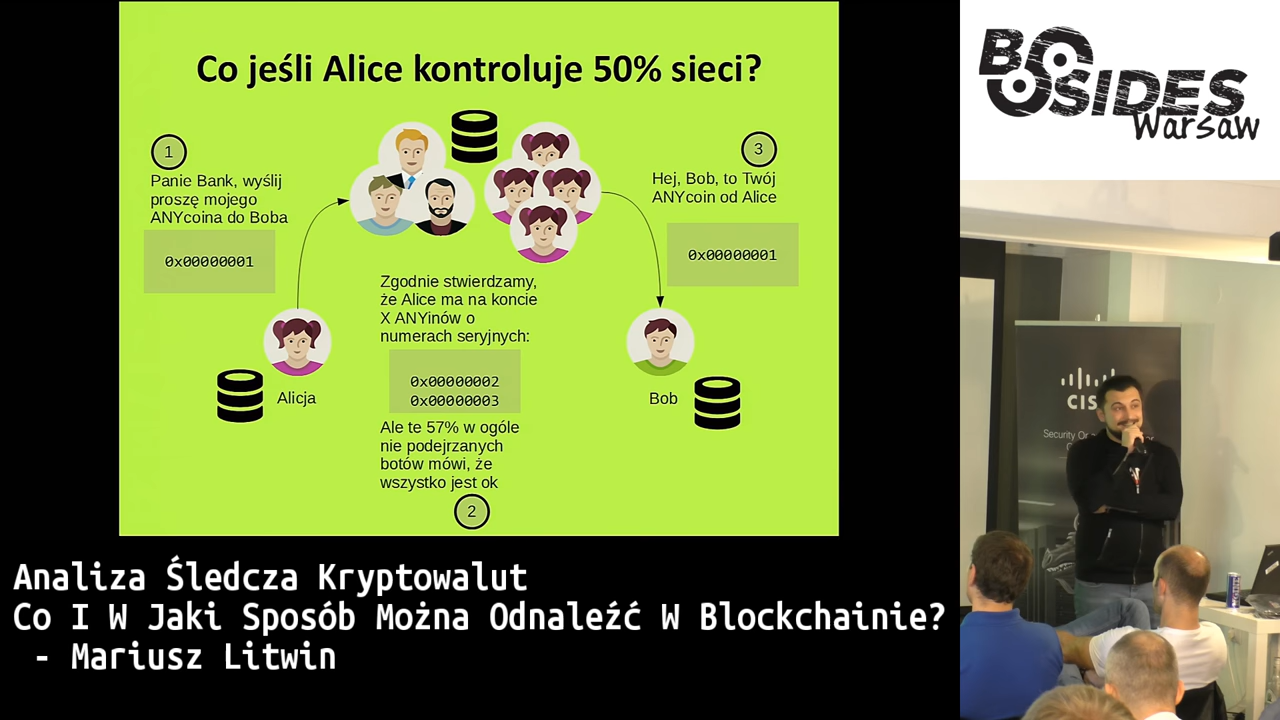 Co jeśli Alice kontroluje 50% sieci?
1
Panie Bank, wyślij
proszę mojego
ANYcoina do Boba
0x00000001
Alicja
Zgodnie stwierdzamy,
że Alice ma na koncie
X ANYinów o
numerach seryjnych:
0x00000002
0x00000003
Ale te 57% w ogóle
nie podejrzanych
botów mówi, że
wszystko jest ok
2
3
Hej, Bob, to Twój
ANYcoin od Alice
0x00000001
Bob
BSIDES
Warsaw
CIS
Security Or
Analiza Śledcza Kryptowalut
Co I W Jaki Sposób Można Odnaleźć W Blockchainie?
- Mariusz Litwin